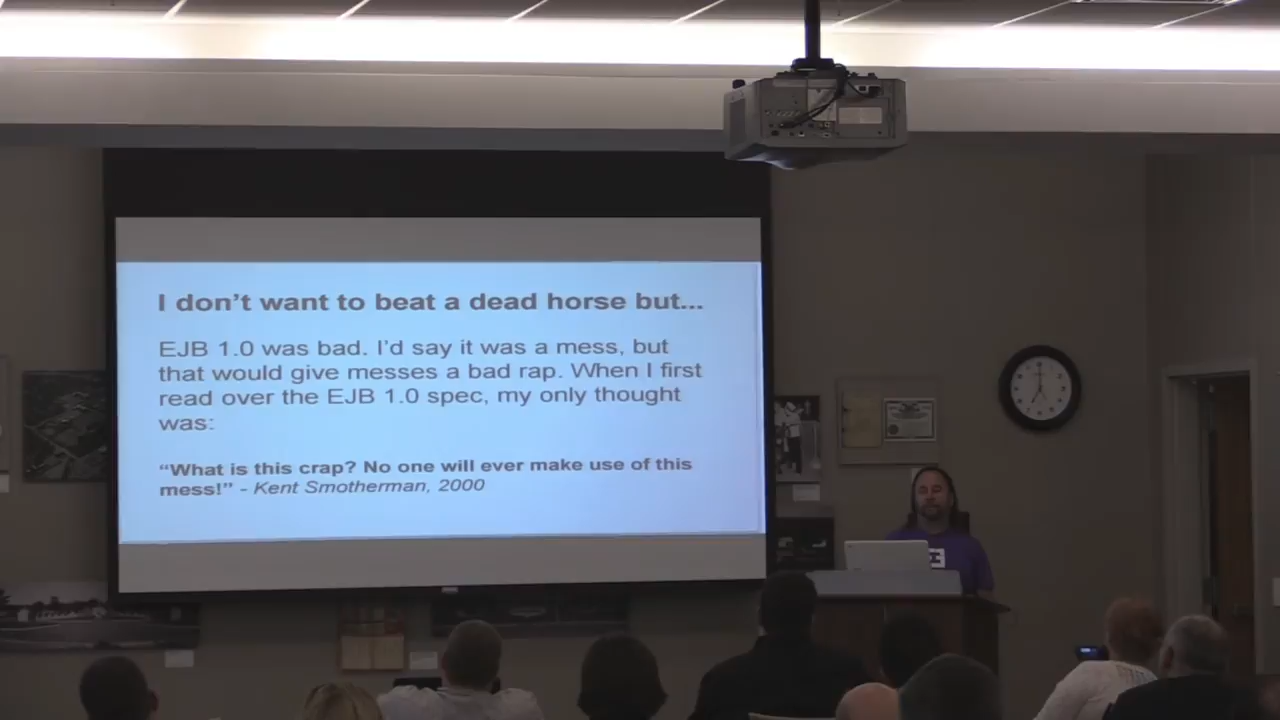 I don't want to beat a dead horse but...
EJB 1.0 was bad. I'd say it was a mess, but
that would give messes a bad rap. When I first
read over the EJB 1.0 spec, my only thought
was:
“What is this crap? No one will ever make use of this
mess!” - Kent Smotherman, 2000